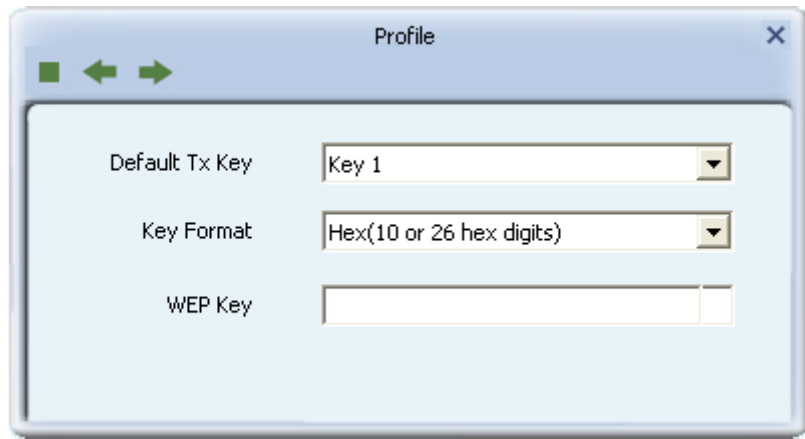 Profile
Default Tx Key Key 1
Key Format Hex(10 or 26 hex digits)
WEP Key